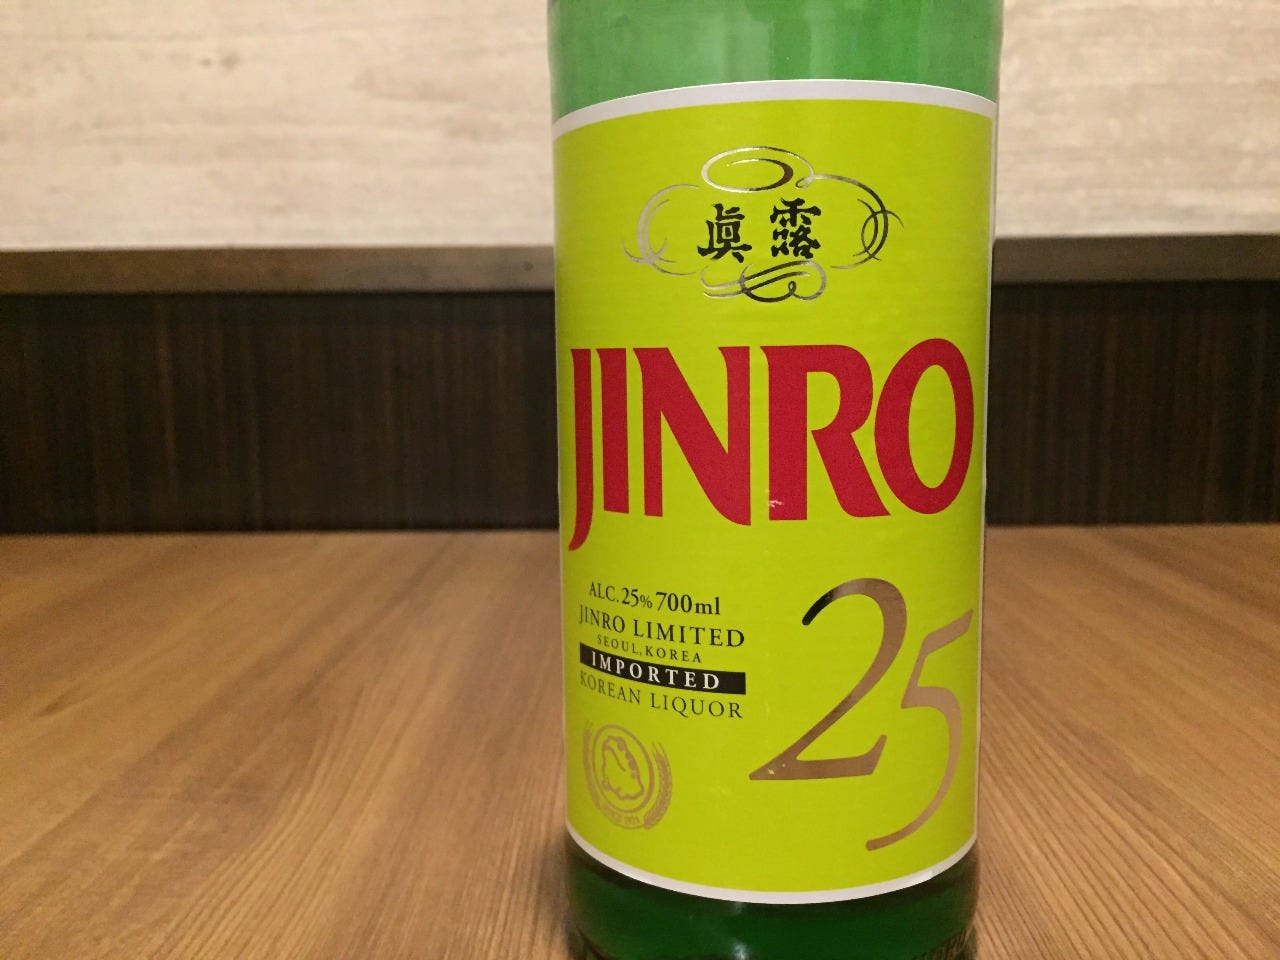 眞露
JINRO
25
ALC.25% 700ml
JINRO LIMITED
SEOUL, KOREA
IMPORTED
KOREAN LIQUOR